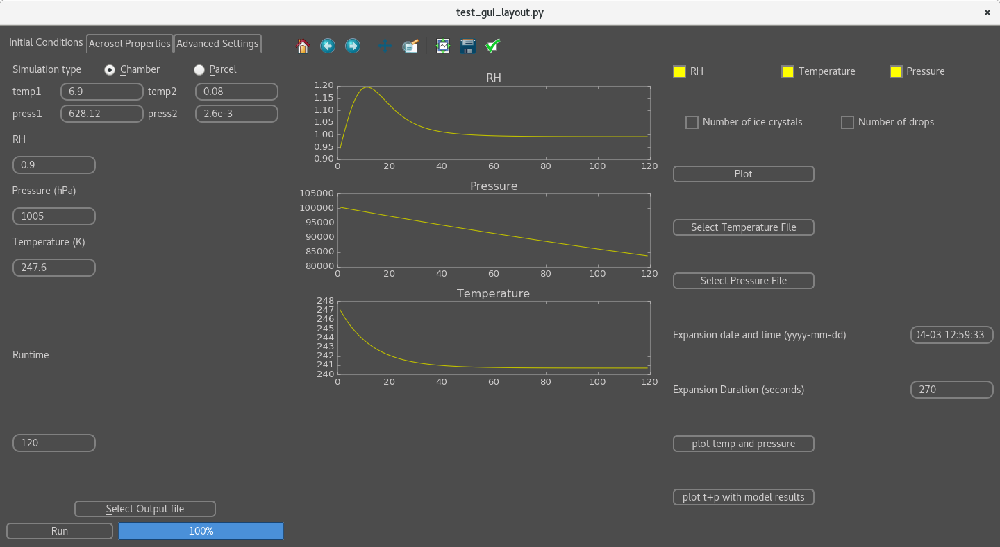 test_gui_layout.py
Initial Conditions Aerosol Properties Advanced Settings
Simulation type Chamber Parcel
temp1 6.9 temp2 0.08
press1 628.12 press2 2.6e-3
RH
0.9
Pressure (hPa)
1005
Temperature (K)
247.6
Runtime
120
Select Output file
Run 100%
RH
1.20
1.15
1.10
1.05
1.00
0.95
0.90
0 20 40 60 80 100 120
Pressure
105000
100000
95000
90000
85000
80000
0 20 40 60 80 100 120
Temperature
248
247
246
245
244
243
242
241
240
0 20 40 60 80 100 120
RH Temperature Pressure
Number of ice crystals Number of drops
Plot
Select Temperature File
Select Pressure File
Expansion date and time (yyyy-mm-dd) 04-03 12:59:33
Expansion Duration (seconds) 270
plot temp and pressure
plot t+p with model results